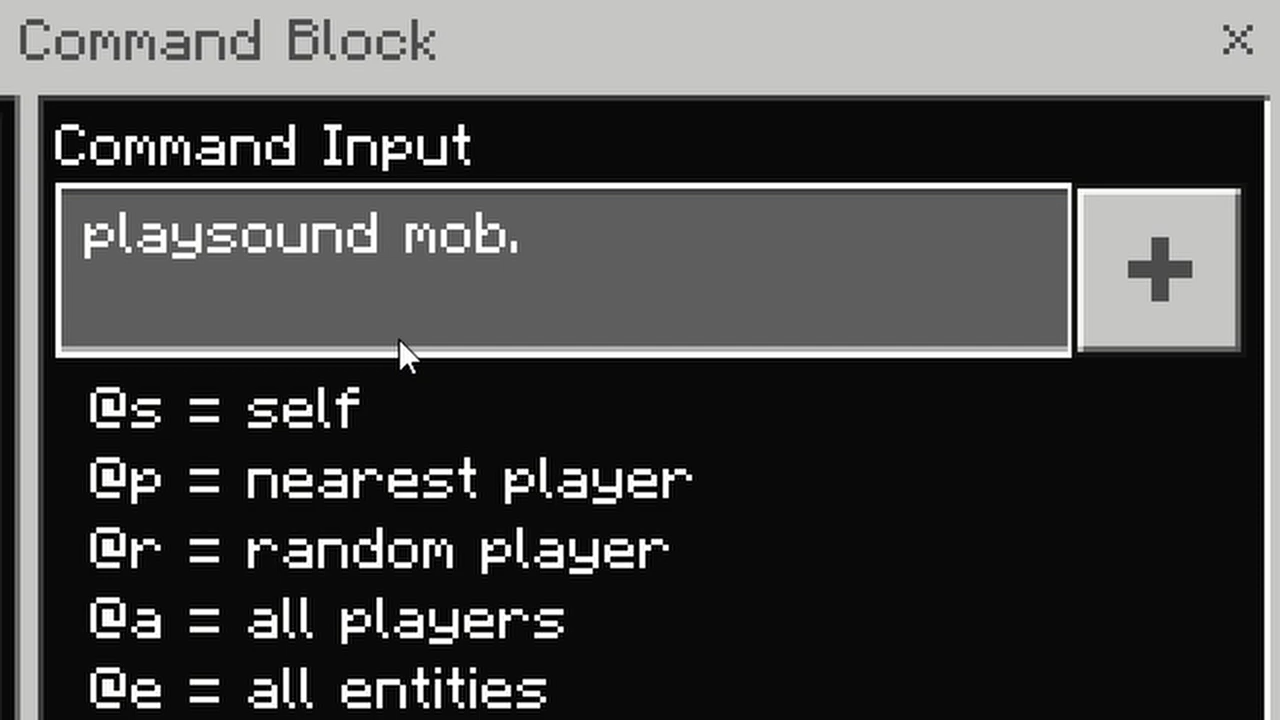 Command Block
Command Input
playsound mob.
@s = self
@p = nearest player
@r = random player
@a = all players
@e = all entities